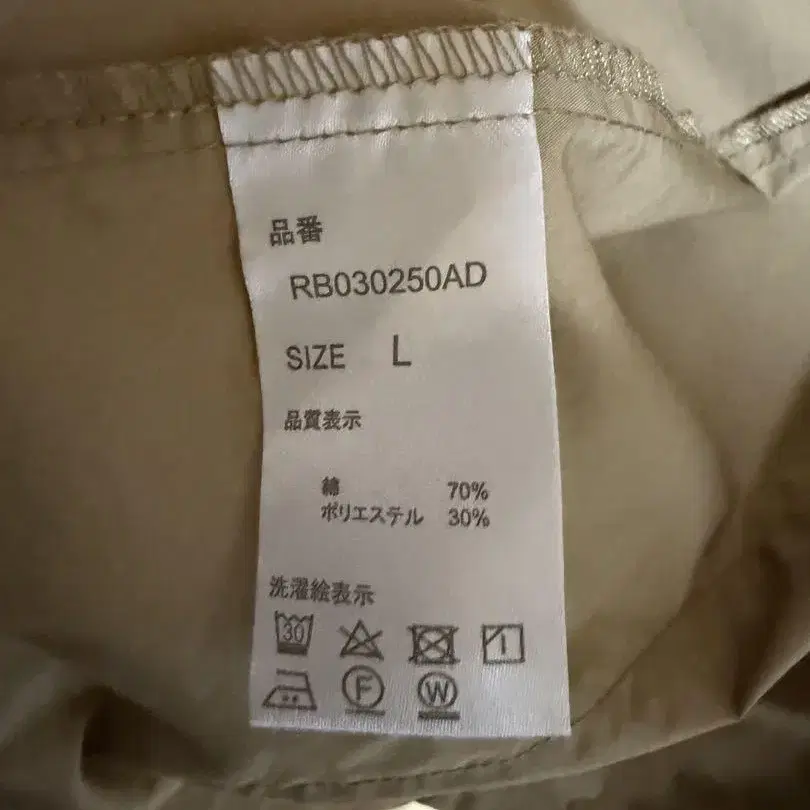 品番
RB030250AD
SIZE L
品質表示
綿 70%
ポリエステル 30%
洗濯絵表示
30
F W